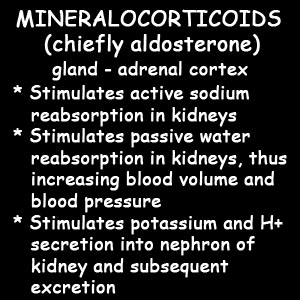 MINERALOCORTICOIDS
(chiefly aldosterone)
gland - adrenal cortex
* Stimulates active sodium
reabsorption in kidneys
* Stimulates passive water
reabsorption in kidneys, thus
increasing blood volume and
blood pressure
* Stimulates potassium and H+
secretion into nephron of
kidney and subsequent
excretion